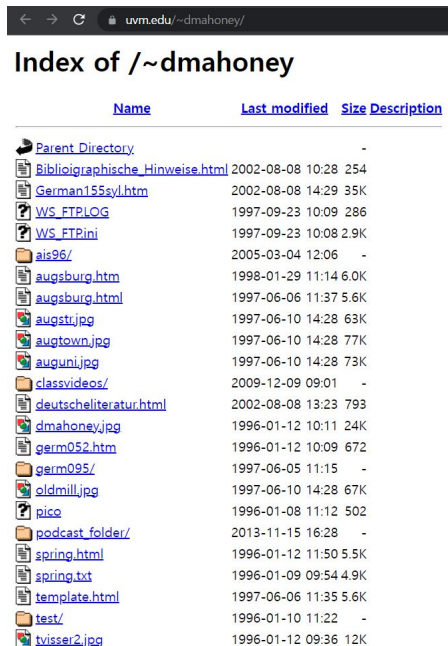 uvm.edu/~dmahoney/
Index of /~dmahoney
Name Last modified Size Description
Parent Directory -
Biblioigraphische_Hinweise.html 2002-08-08 10:28 254
German155syl.htm 2002-08-08 14:29 35K
WS_FTP.LOG 1997-09-23 10:09 286
WS_FTP.ini 1997-09-23 10:08 2.9K
ais96/ 2005-03-04 12:06 -
augsburg.htm 1998-01-29 11:14 6.0K
augsburg.html 1997-06-06 11:37 5.6K
augstr.jpg 1997-06-10 14:28 63K
augtown.jpg 1997-06-10 14:28 77K
auguni.jpg 1997-06-10 14:28 73K
classvideos/ 2009-12-09 09:01 -
deutscheliteratur.html 2002-08-08 13:23 793
dmahoney.jpg 1996-01-12 10:11 24K
germ052.htm 1996-01-12 10:09 672
germ095/ 1997-06-05 11:15 -
oldmill.jpg 1997-06-10 14:28 67K
pico 1996-01-08 11:12 502
podcast_folder/ 2013-11-15 16:28 -
spring.html 1996-01-12 11:50 5.5K
spring.txt 1996-01-09 09:54 4.9K
template.html 1997-06-06 11:35 5.6K
test/ 1996-01-10 11:22 -
tvisser2.jpg 1996-01-12 09:36 12K